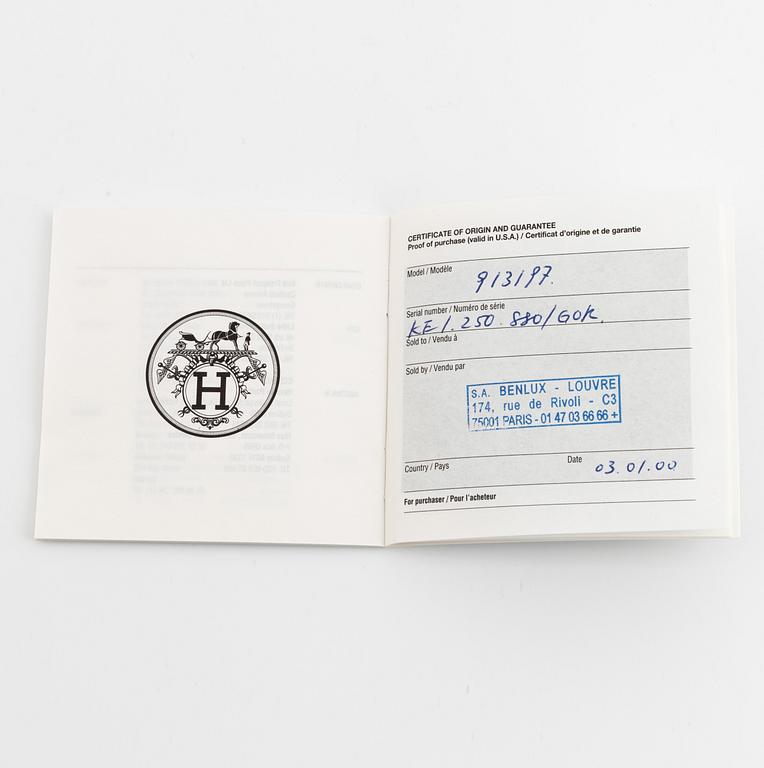 H
CERTIFICATE OF ORIGIN AND GUARANTEE
Proof of purchase (valid in U.S.A.) / Certificat d'origine et de garantie
Model / Modèle
913197.
Serial number / Numéro de série
KE1.250.880/GOK.
Sold to / Vendu à
Sold by / Vendu par
S.A. BENLUX - LOUVRE
174, rue de Rivoli - C3
75001 PARIS - 01 47 03 66 66 +
Country / Pays
Date
03.01.00
For purchaser / Pour l'acheteur